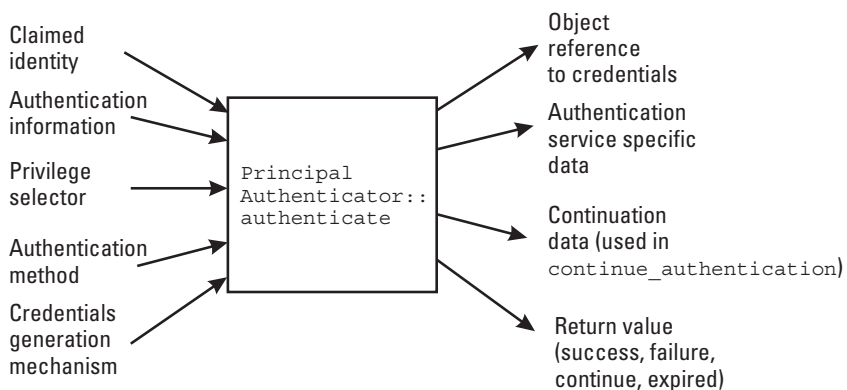 Claimed
identity
Authentication
information
Privilege
selector
Authentication
method
Credentials
generation
mechanism
Principal
Authenticator::
authenticate
Object
reference
to credentials
Authentication
service specific
data
Continuation
data (used in
continue_authentication)
Return value
(success, failure,
continue, expired)